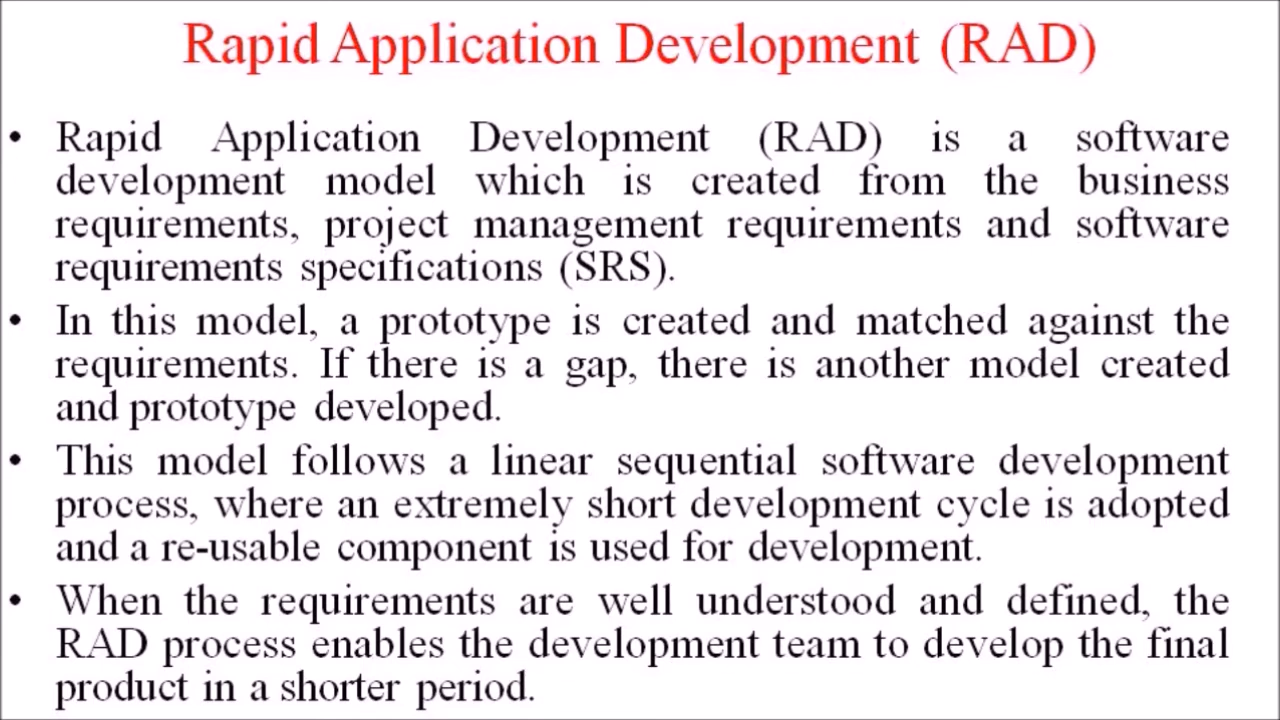 Rapid Application Development (RAD)
• Rapid Application Development (RAD) is a software
development model which is created from the business
requirements, project management requirements and software
requirements specifications (SRS).
• In this model, a prototype is created and matched against the
requirements. If there is a gap, there is another model created
and prototype developed.
• This model follows a linear sequential software development
process, where an extremely short development cycle is adopted
and a re-usable component is used for development.
• When the requirements are well understood and defined, the
RAD process enables the development team to develop the final
product in a shorter period.